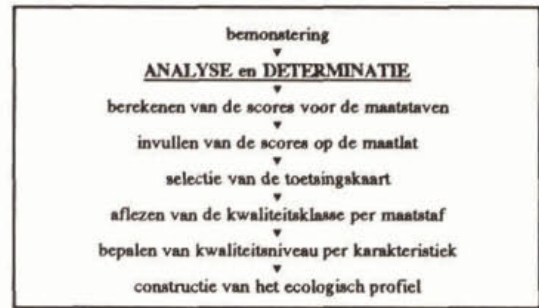 bemonstering
ANALYSE en DETERMINATIE
berekenen van de scores voor de maatstaven
invullen van de scores op de maatlat
selectie van de toetsingskaart
aflezen van de kwaliteitsklasse per maatstaf
bepalen van kwaliteitsniveau per karakteristiek
constructie van het ecologisch profiel